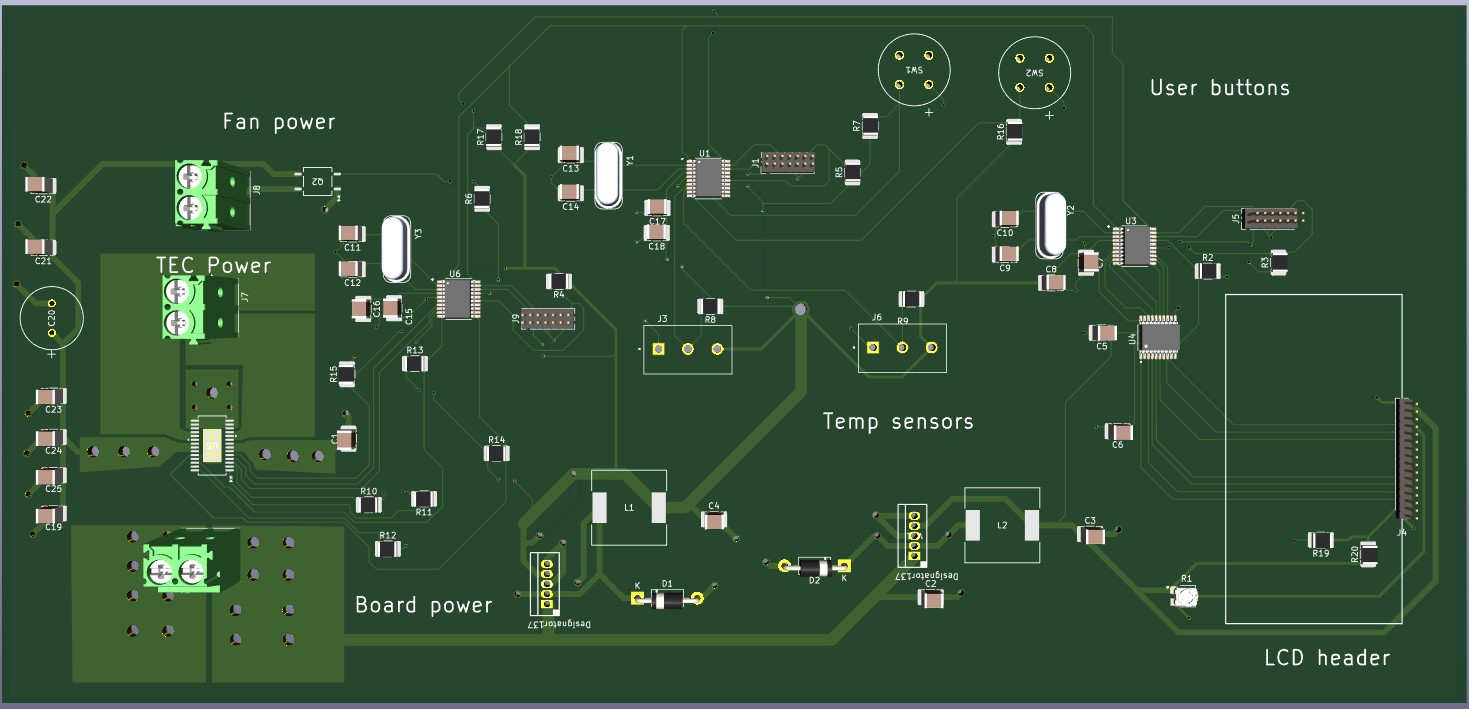 SW1
SW2
User buttons
Fan power
R7
R16
R17
R18
C13
Y1
U1
J1
R5
C22
J8
Q2
R6
C14
C17
C18
C10
Y2
U3
J5
C11
Y3
C21
C9
C8
C7
R2
R3
TEC Power
C12
U6
R4
J7
C16
C15
J9
R8
R9
C20
J3
J6
C5
U4
R13
R15
C23
Temp sensors
C1
C6
C24
U5
R14
C25
R10
R11
L1
C4
L2
C3
C19
J4
R12
R19
R20
D2
K
Designator137
C2
K
D1
R1
Board power
Designator137
LCD header